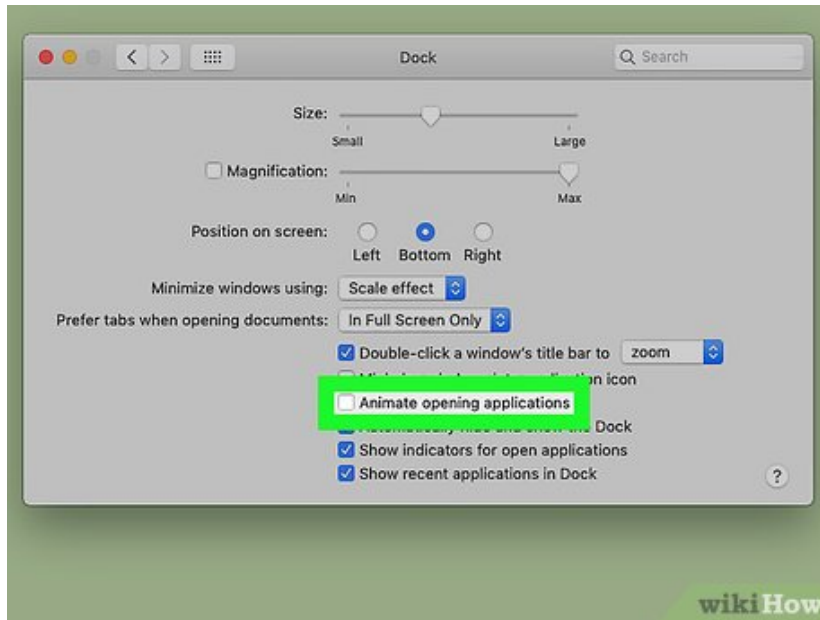 Dock
Search
Size:
Small Large
Magnification:
Min Max
Position on screen:
Left Bottom Right
Minimize windows using: Scale effect
Prefer tabs when opening documents: In Full Screen Only
Double-click a window's title bar to zoom
icon
Animate opening applications
Dock
Show indicators for open applications
Show recent applications in Dock
?
wikiHow